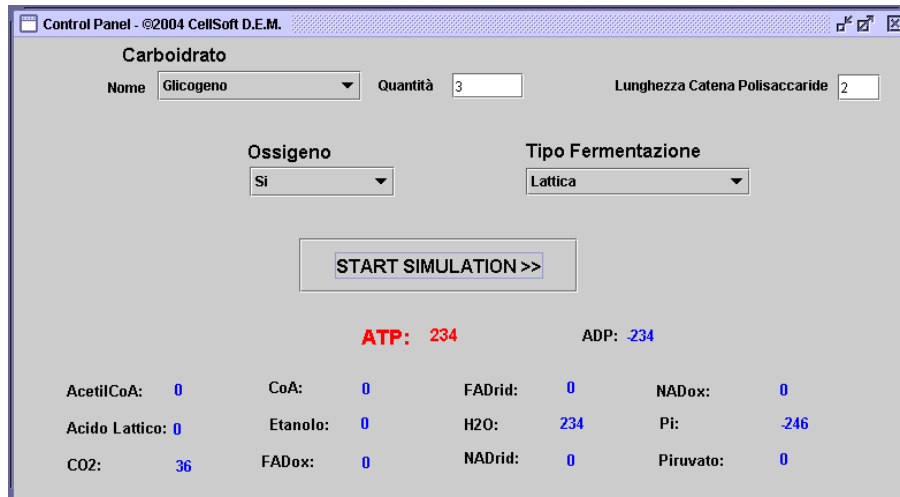 Control Panel - ©2004 CellSoft D.E.M.
Carboidrato
Nome Glicogeno Quantità 3 Lunghezza Catena Polisaccaride 2
Ossigeno Tipo Fermentazione
Si Lattica
START SIMULATION >>
ATP: 234 ADP: -234
AcetilCoA: 0 CoA: 0 FADrid: 0 NADox: 0
Acido Lattico: 0 Etanolo: 0 H2O: 234 Pi: -246
CO2: 36 FADox: 0 NADrid: 0 Piruvato: 0